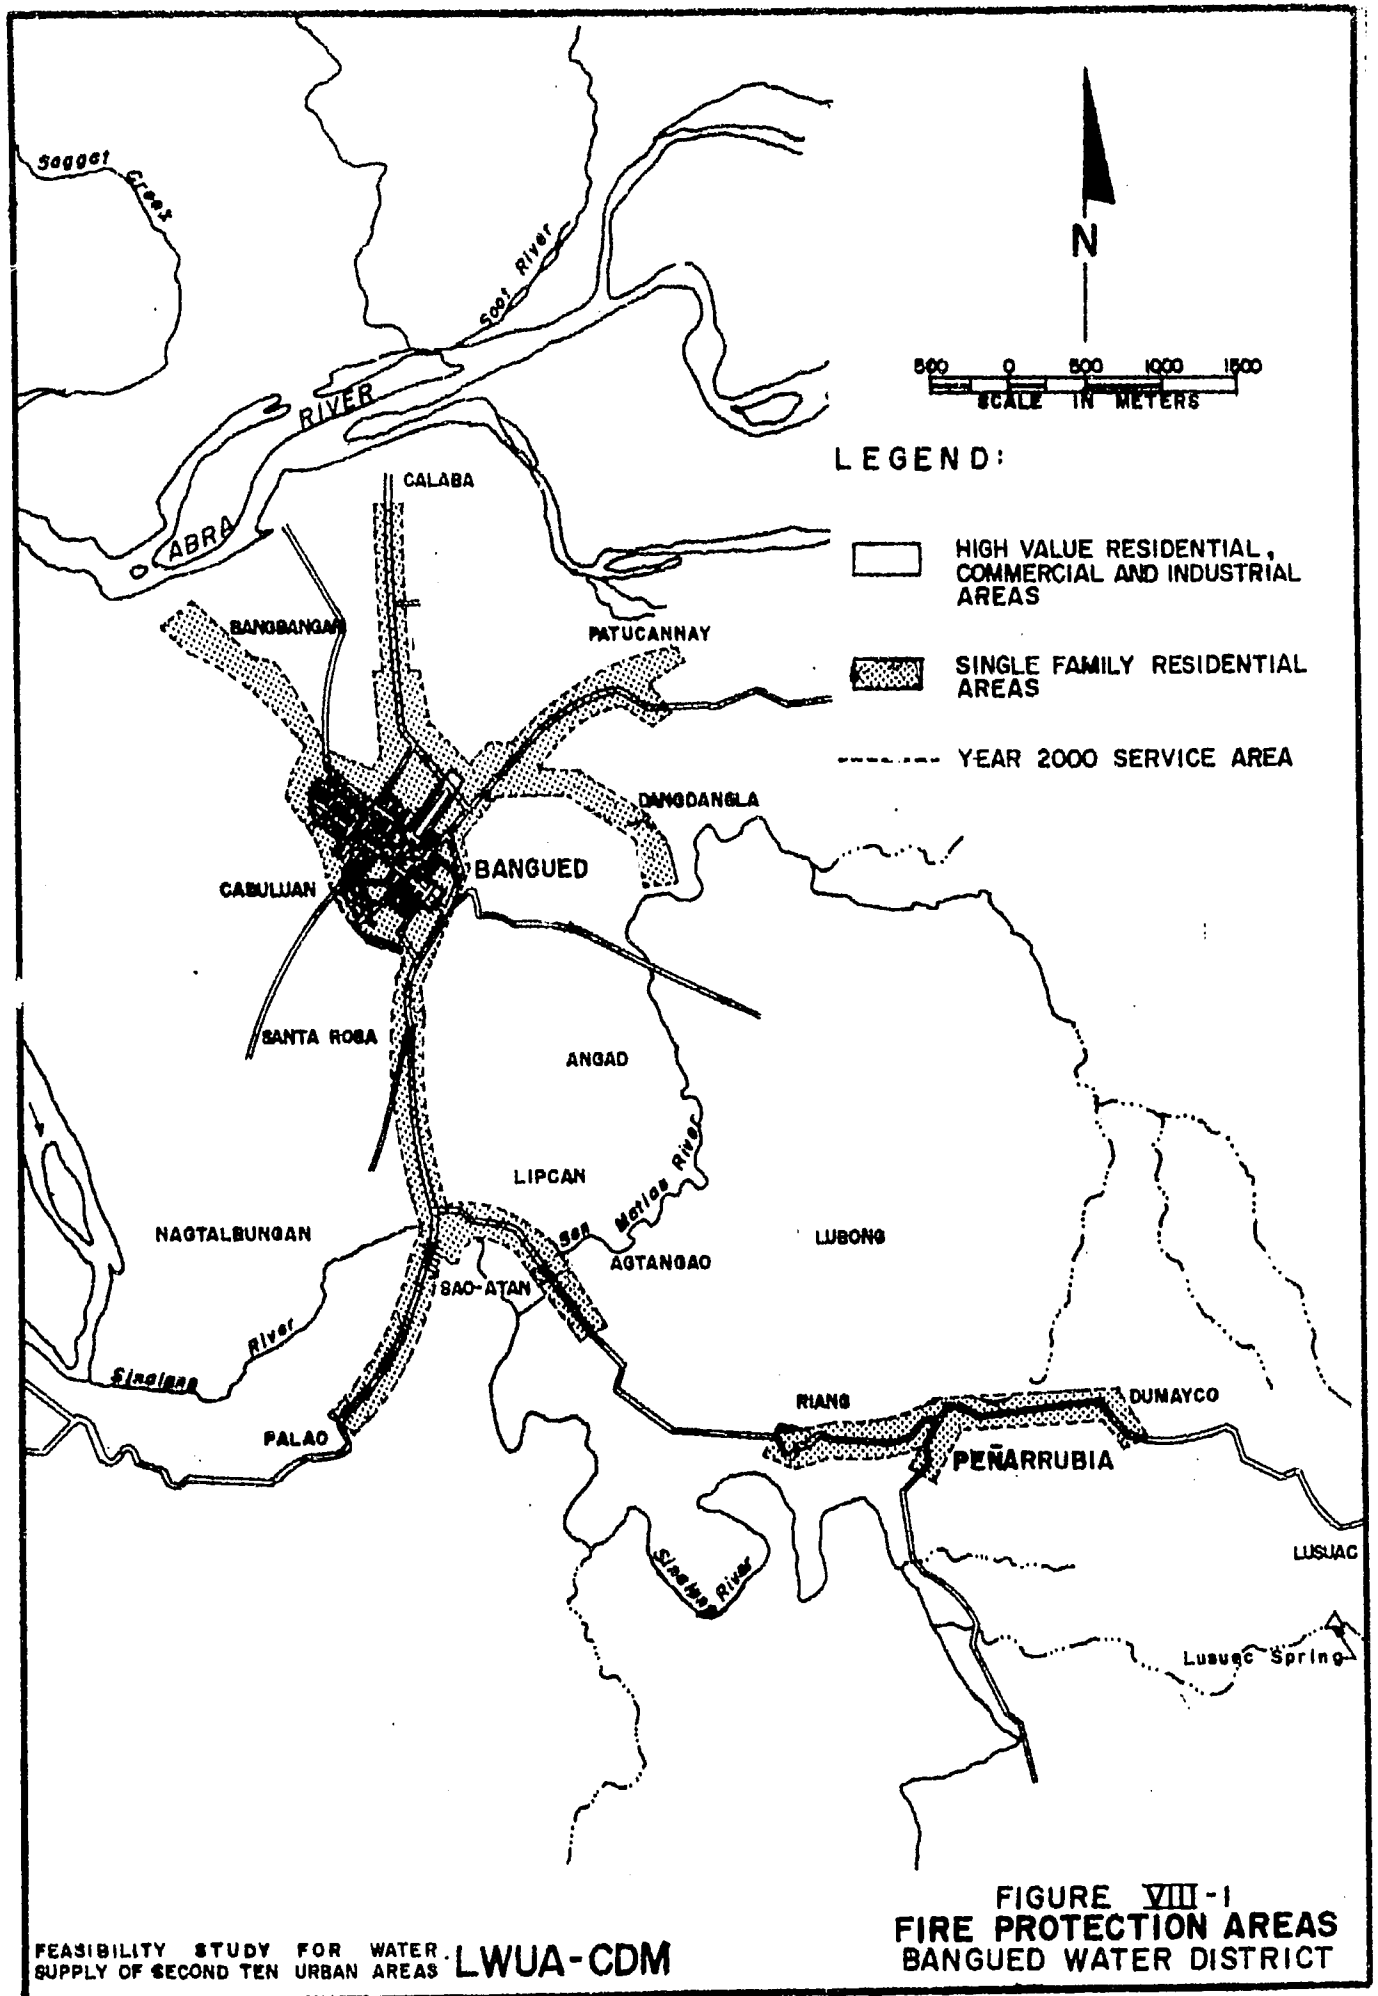 Saggat
Creek
Soot River
N
500 0 500 1000 1500
SCALE IN METERS
RIVER
ABRA
LEGEND:
CALABA
HIGH VALUE RESIDENTIAL,
COMMERCIAL AND INDUSTRIAL
AREAS
BANGBANGAR
PATUCANNAY
SINGLE FAMILY RESIDENTIAL
AREAS
YEAR 2000 SERVICE AREA
DANGDANGLA
BANGUED
CABULUAN
SANTA ROSA
ANGAD
LIPCAN
San Matias River
NAGTALBUNGAN
LUBONG
AGTANGAO
SAO-ATAN
Sinalang River
RIANG
DUMAYCO
PALAO
PEÑARRUBIA
Sinalang River
LUSUAC
Lusuac Spring
FIGURE VIII-1
FIRE PROTECTION AREAS
BANGUED WATER DISTRICT
FEASIBILITY STUDY FOR WATER
SUPPLY OF SECOND TEN URBAN AREAS
LWUA-CDM